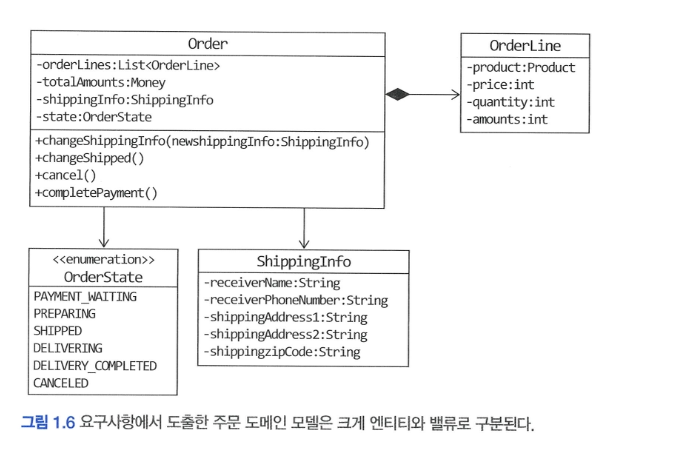 Order
-orderLines:List<OrderLine>
-totalAmounts:Money
-shippingInfo:ShippingInfo
-state:OrderState
+changeShippingInfo(newshippingInfo:ShippingInfo)
+changeShipped()
+cancel()
+completePayment()
OrderLine
-product:Product
-price:int
-quantity:int
-amounts:int
<<enumeration>>
OrderState
PAYMENT_WAITING
PREPARING
SHIPPED
DELIVERING
DELIVERY_COMPLETED
CANCELED
ShippingInfo
-receiverName:String
-receiverPhoneNumber:String
-shippingAddress1:String
-shippingAddress2:String
-shippingzipCode:String
그림 1.6 요구사항에서 도출한 주문 도메인 모델은 크게 엔티티와 밸류로 구분된다.